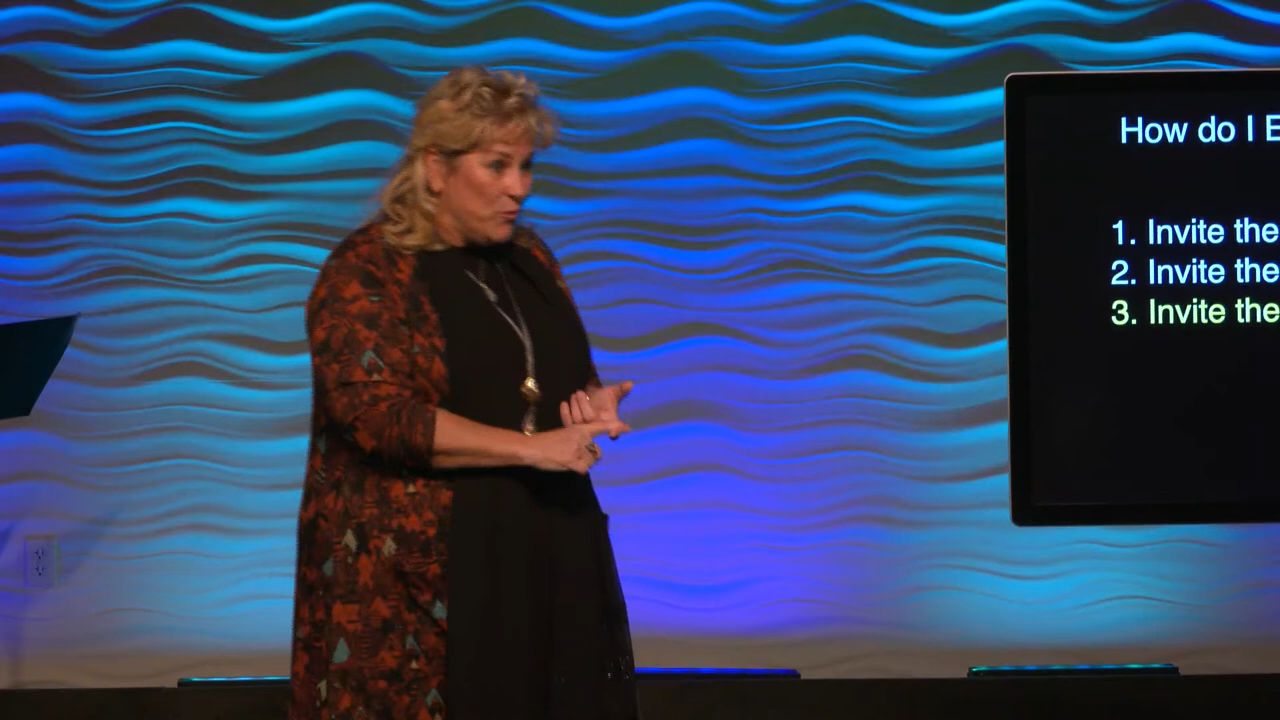 How do I E
1. Invite the
2. Invite the
3. Invite the